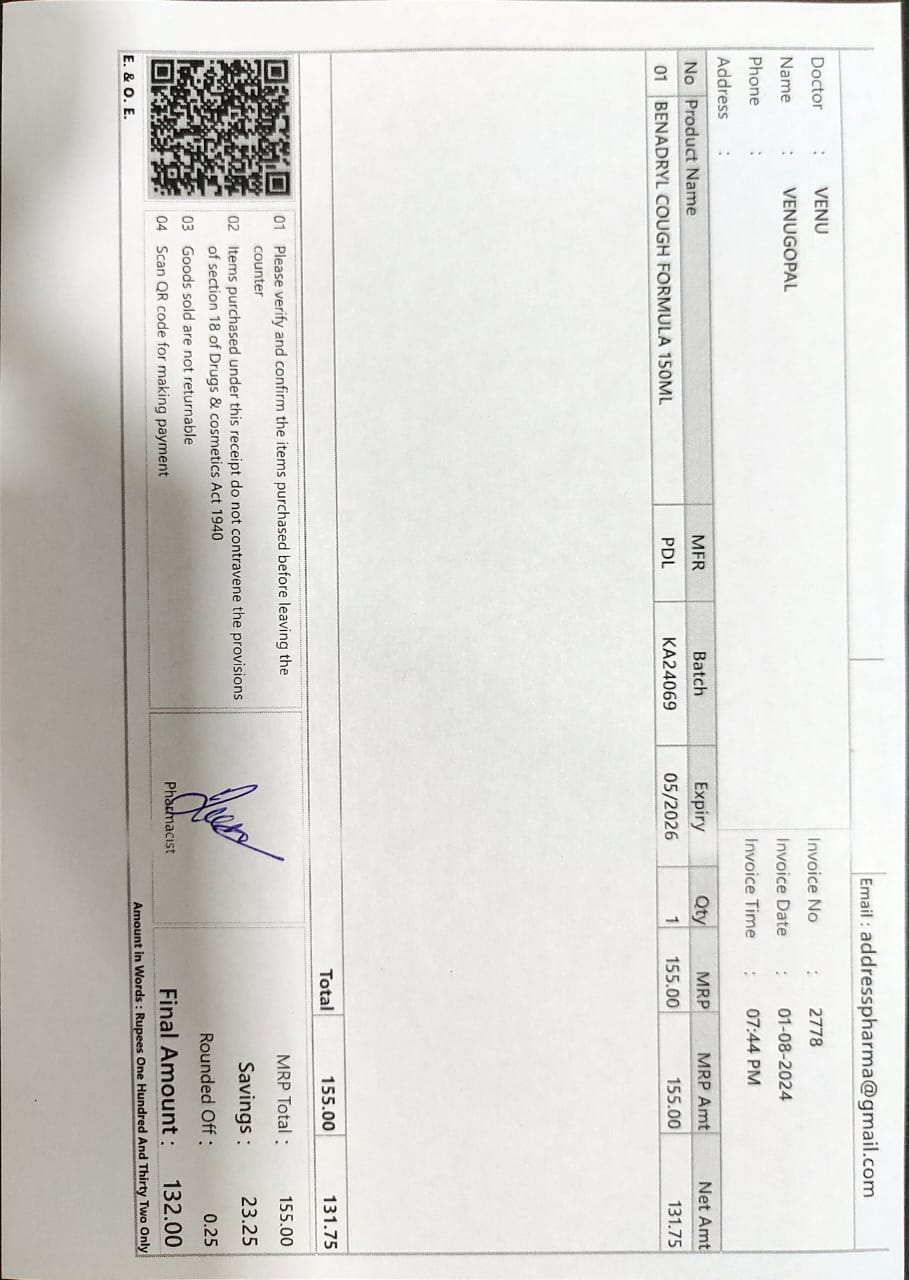 Email : addresspharma@gmail.com
Doctor : VENU
Name : VENUGOPAL
Phone :
Address :
Invoice No : 2778
Invoice Date : 01-08-2024
Invoice Time : 07:44 PM
No Product Name MFR Batch Expiry Qty MRP MRP Amt Net Amt
01 BENADRYL COUGH FORMULA 150ML PDL KA24069 05/2026 1 155.00 155.00 131.75
Total 155.00 131.75
01 Please verify and confirm the items purchased before leaving the
counter
02 Items purchased under this receipt do not contravene the provisions
of section 18 of Drugs & cosmetics Act 1940
03 Goods sold are not returnable
04 Scan QR code for making payment
E. & O. E.
Pharmacist
MRP Total : 155.00
Savings : 23.25
Rounded Off : 0.25
Final Amount : 132.00
Amount in Words : Rupees One Hundred And Thirty Two Only